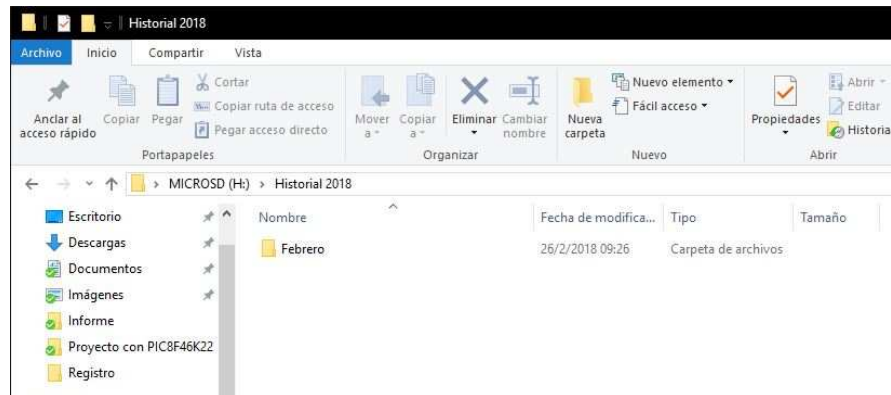 Historial 2018
Archivo Inicio Compartir Vista
Anclar al acceso rápido
Copiar
Pegar
Cortar
Copiar ruta de acceso
Pegar acceso directo
Portapapeles
Mover a
Copiar a
Eliminar
Cambiar nombre
Organizar
Nueva carpeta
Nuevo elemento
Fácil acceso
Nuevo
Propiedades
Abrir
Editar
Historia
Abrir
MICROSD (H:) > Historial 2018
Escritorio
Descargas
Documentos
Imágenes
Informe
Proyecto con PIC8F46K22
Registro
Nombre Fecha de modifica... Tipo Tamaño
Febrero 26/2/2018 09:26 Carpeta de archivos